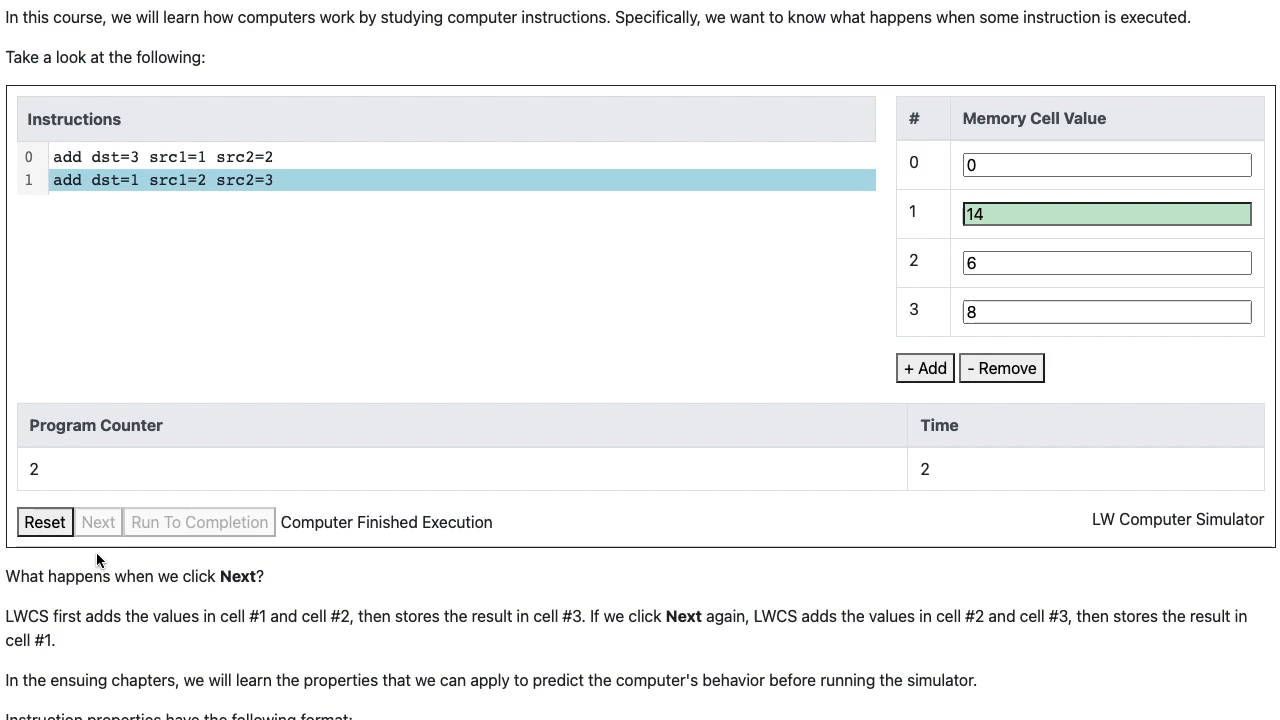 In this course, we will learn how computers work by studying computer instructions. Specifically, we want to know what happens when some instruction is executed.
Take a look at the following:
Instructions
0 add dst=3 src1=1 src2=2
1 add dst=1 src1=2 src2=3
# Memory Cell Value
0 0
1 14
2 6
3 8
+ Add - Remove
Program Counter Time
2 2
Reset Next Run To Completion Computer Finished Execution LW Computer Simulator
What happens when we click Next?
LWCS first adds the values in cell #1 and cell #2, then stores the result in cell #3. If we click Next again, LWCS adds the values in cell #2 and cell #3, then stores the result in
cell #1.
In the ensuing chapters, we will learn the properties that we can apply to predict the computer's behavior before running the simulator.
Instruction properties have the following format: